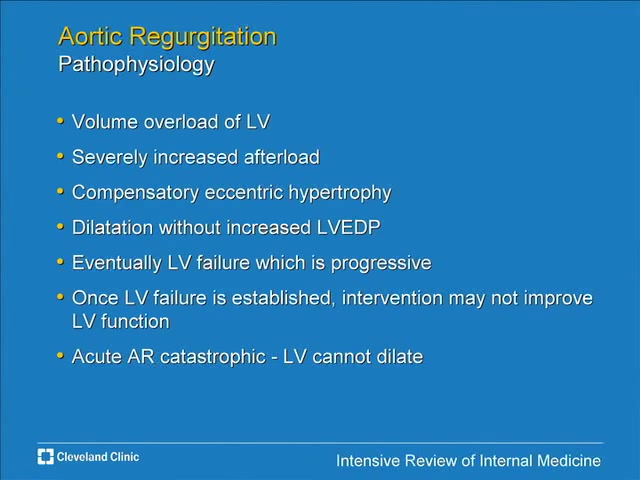 Aortic Regurgitation
Pathophysiology
• Volume overload of LV
• Severely increased afterload
• Compensatory eccentric hypertrophy
• Dilatation without increased LVEDP
• Eventually LV failure which is progressive
• Once LV failure is established, intervention may not improve
LV function
• Acute AR catastrophic - LV cannot dilate
Cleveland Clinic
Intensive Review of Internal Medicine